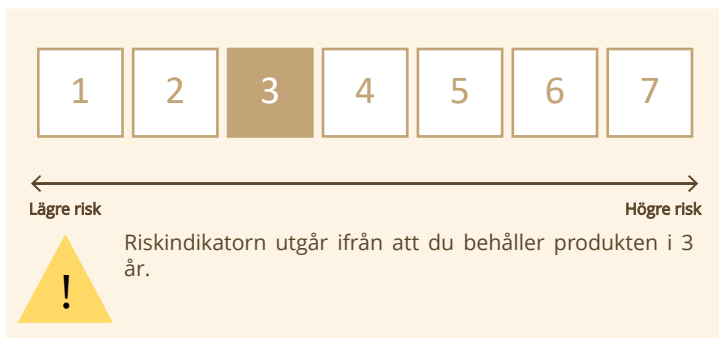 1 2 3 4 5 6 7
Lägre risk Högre risk
Riskindikatorn utgår ifrån att du behåller produkten i 3
år.
!